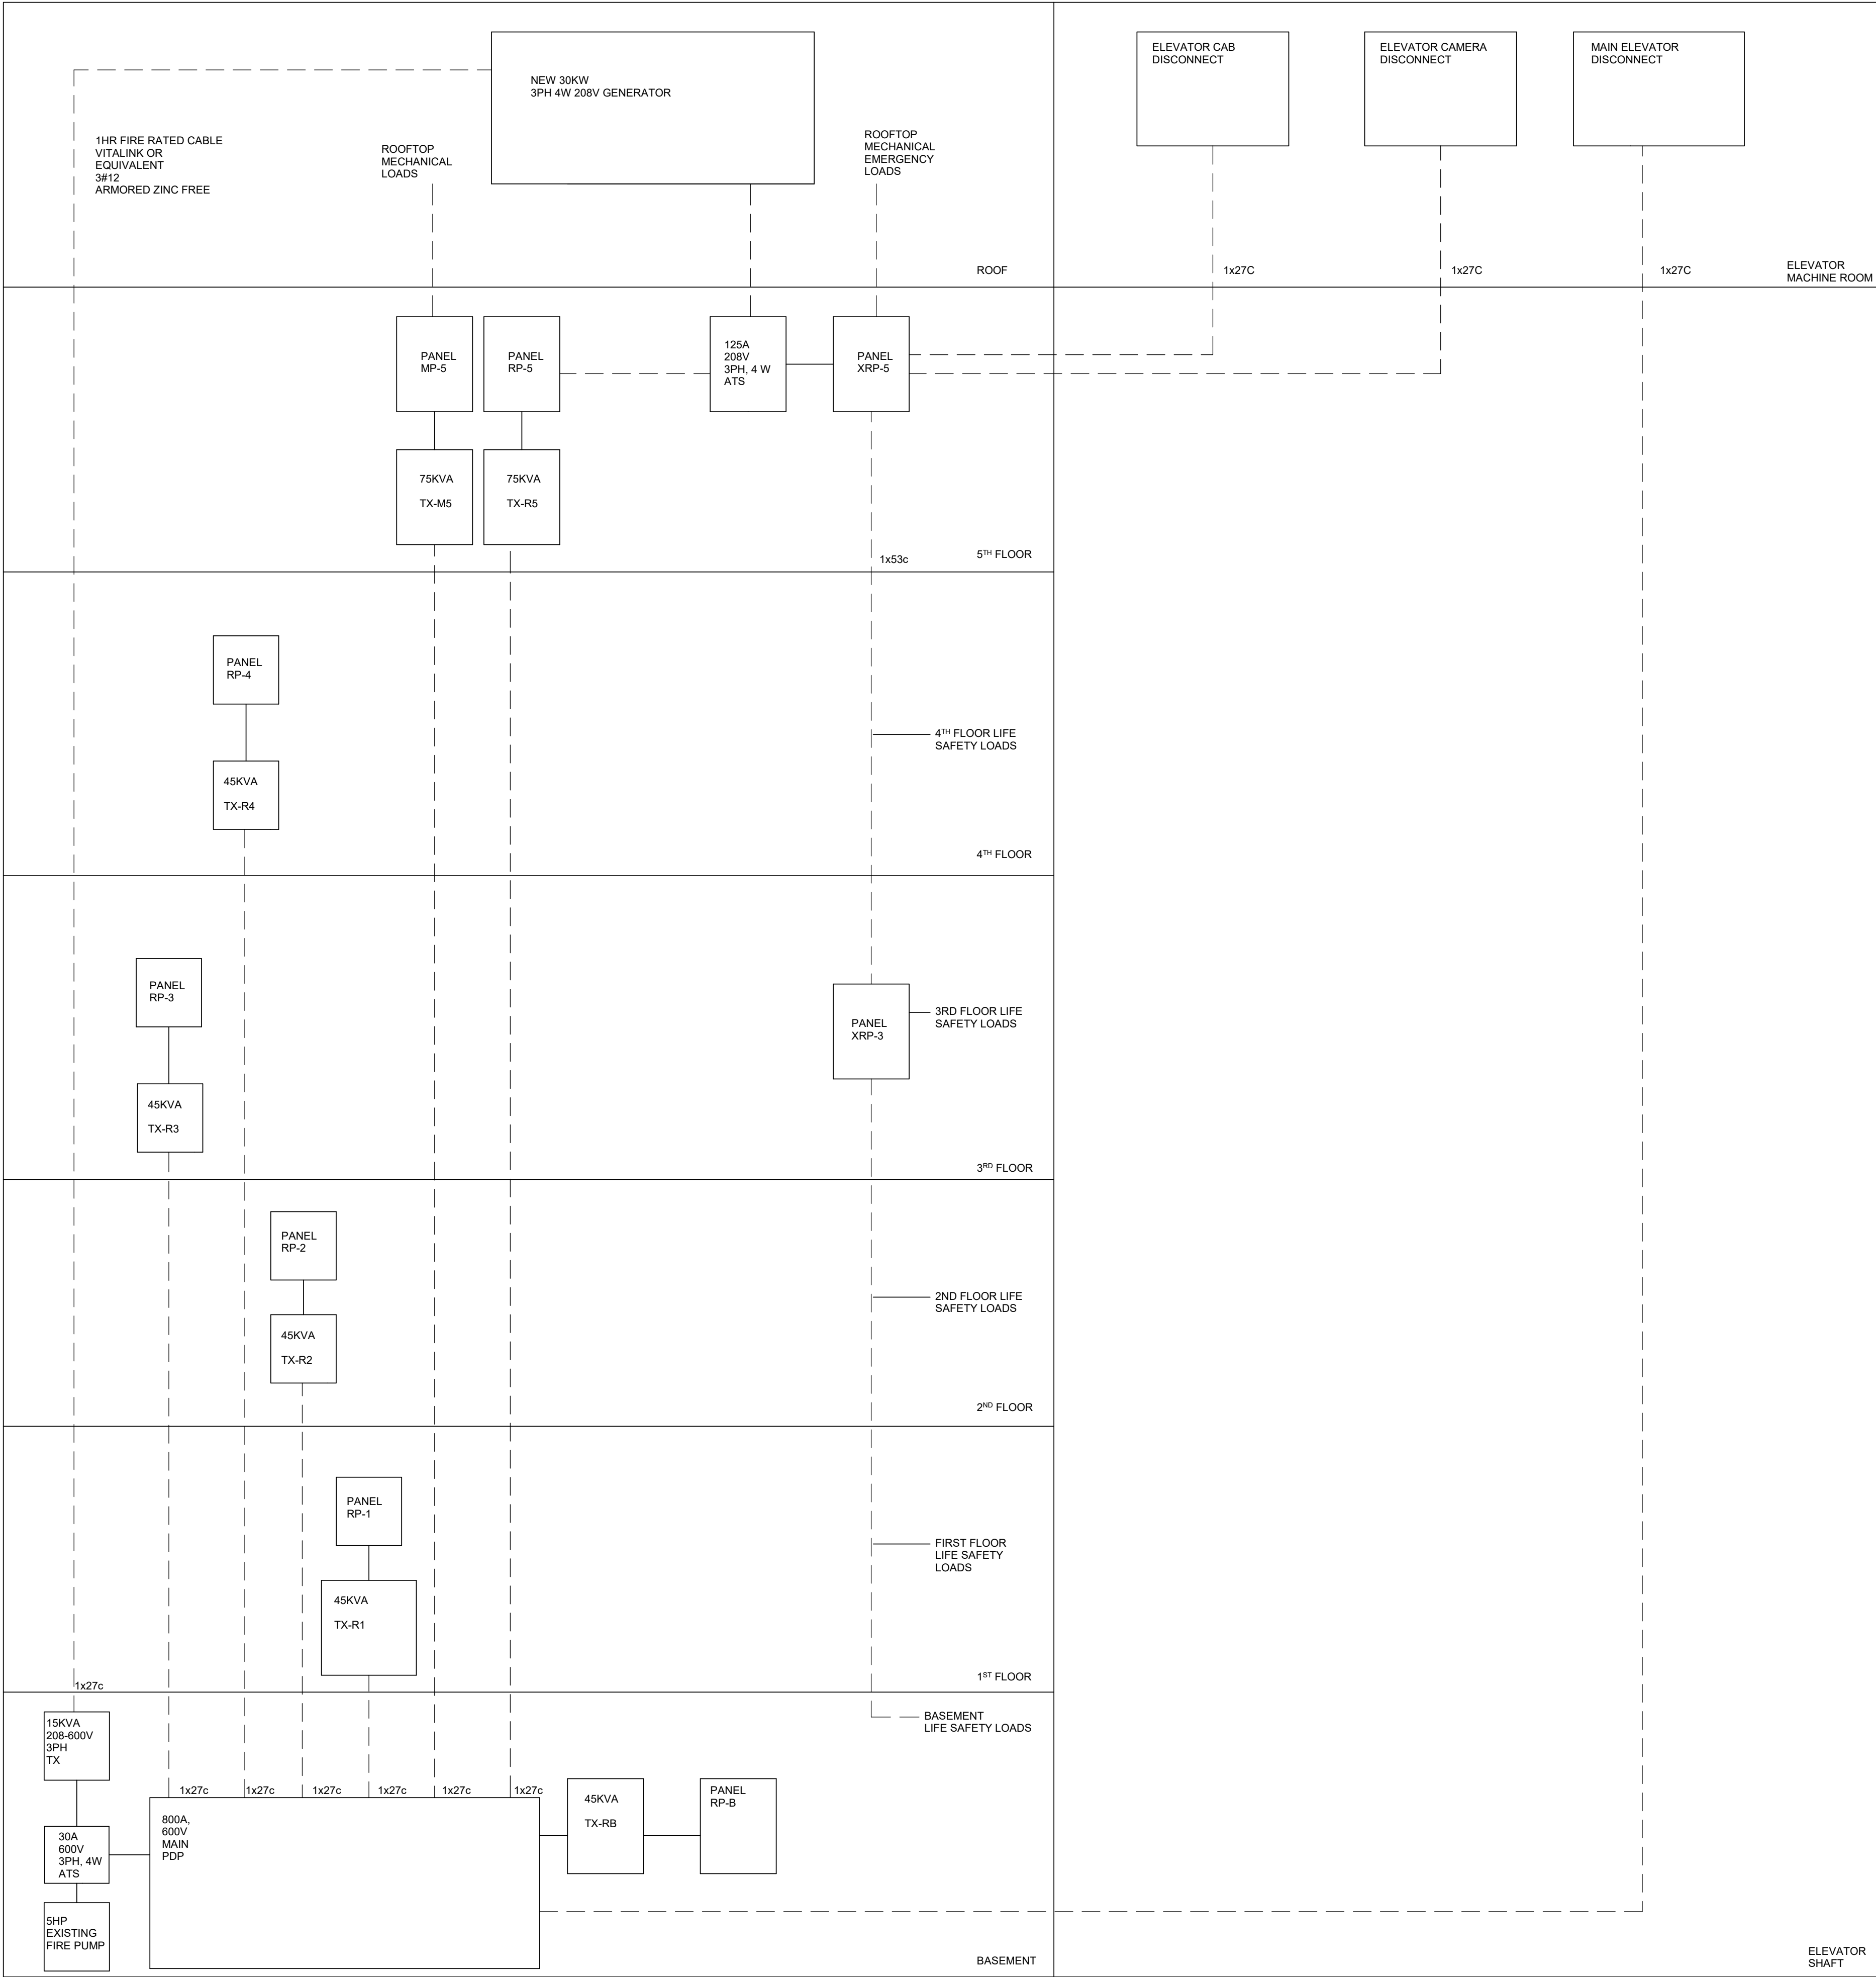 NEW 30KW
3PH 4W 208V GENERATOR
ELEVATOR CAB
DISCONNECT
ELEVATOR CAMERA
DISCONNECT
MAIN ELEVATOR
DISCONNECT
1HR FIRE RATED CABLE
VITALINK OR
EQUIVALENT
3#12
ARMORED ZINC FREE
ROOFTOP
MECHANICAL
LOADS
ROOFTOP
MECHANICAL
EMERGENCY
LOADS
ROOF
1x27C
1x27C
1x27C
ELEVATOR
MACHINE ROOM
PANEL
MP-5
PANEL
RP-5
125A
208V
3PH, 4 W
ATS
PANEL
XRP-5
75KVA
TX-M5
75KVA
TX-R5
1x53c
5TH FLOOR
PANEL
RP-4
45KVA
TX-R4
4TH FLOOR LIFE
SAFETY LOADS
4TH FLOOR
PANEL
RP-3
45KVA
TX-R3
PANEL
XRP-3
3RD FLOOR LIFE
SAFETY LOADS
3RD FLOOR
PANEL
RP-2
45KVA
TX-R2
2ND FLOOR LIFE
SAFETY LOADS
2ND FLOOR
PANEL
RP-1
45KVA
TX-R1
FIRST FLOOR
LIFE SAFETY
LOADS
1ST FLOOR
1x27c
15KVA
208-600V
3PH
TX
BASEMENT
LIFE SAFETY LOADS
1x27c
1x27c
1x27c
1x27c
1x27c
1x27c
800A,
600V
MAIN
PDP
45KVA
TX-RB
PANEL
RP-B
30A
600V
3PH, 4W
ATS
5HP
EXISTING
FIRE PUMP
BASEMENT
ELEVATOR
SHAFT